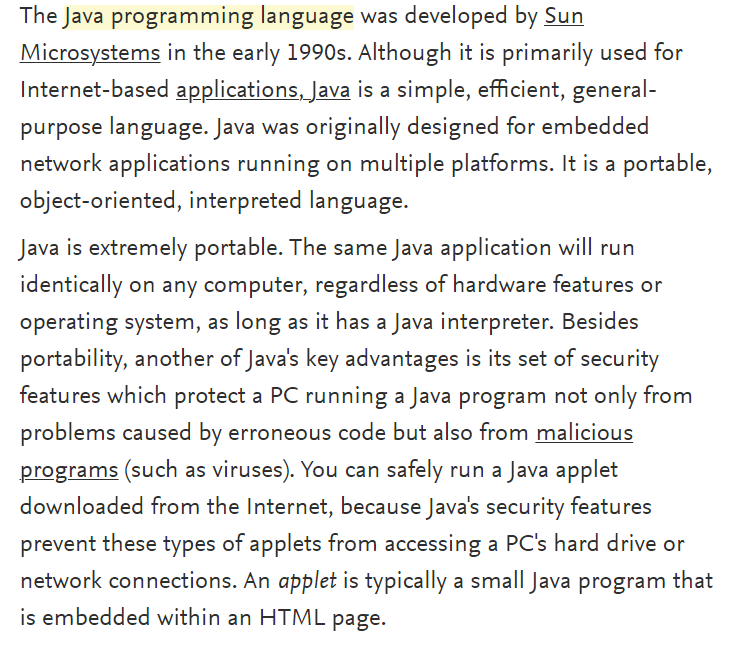 The Java programming language was developed by Sun
Microsystems in the early 1990s. Although it is primarily used for
Internet-based applications, Java is a simple, efficient, general-
purpose language. Java was originally designed for embedded
network applications running on multiple platforms. It is a portable,
object-oriented, interpreted language.
Java is extremely portable. The same Java application will run
identically on any computer, regardless of hardware features or
operating system, as long as it has a Java interpreter. Besides
portability, another of Java's key advantages is its set of security
features which protect a PC running a Java program not only from
problems caused by erroneous code but also from malicious
programs (such as viruses). You can safely run a Java applet
downloaded from the Internet, because Java's security features
prevent these types of applets from accessing a PC's hard drive or
network connections. An applet is typically a small Java program that
is embedded within an HTML page.